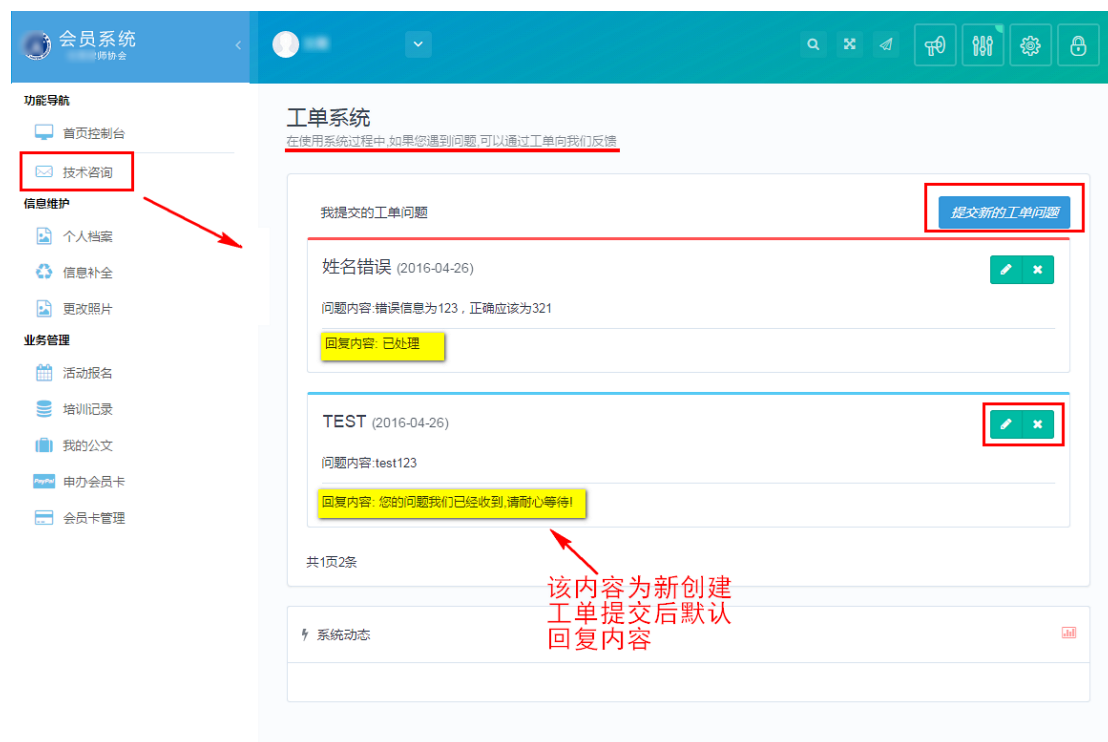 会员系统
师协会
功能导航
首页控制台
技术咨询
信息维护
个人档案
信息补全
更改照片
业务管理
活动报名
培训记录
我的公文
PayPal 申办会员卡
会员卡管理
工单系统
在使用系统过程中,如果您遇到问题,可以通过工单向我们反馈
我提交的工单问题
提交新的工单问题
姓名错误 (2016-04-26)
问题内容:错误信息为123，正确应该为321
回复内容: 已处理
TEST (2016-04-26)
问题内容:test123
回复内容: 您的问题我们已经收到,请耐心等待!
共1页2条
该内容为新创建
工单提交后默认
回复内容
系统动态